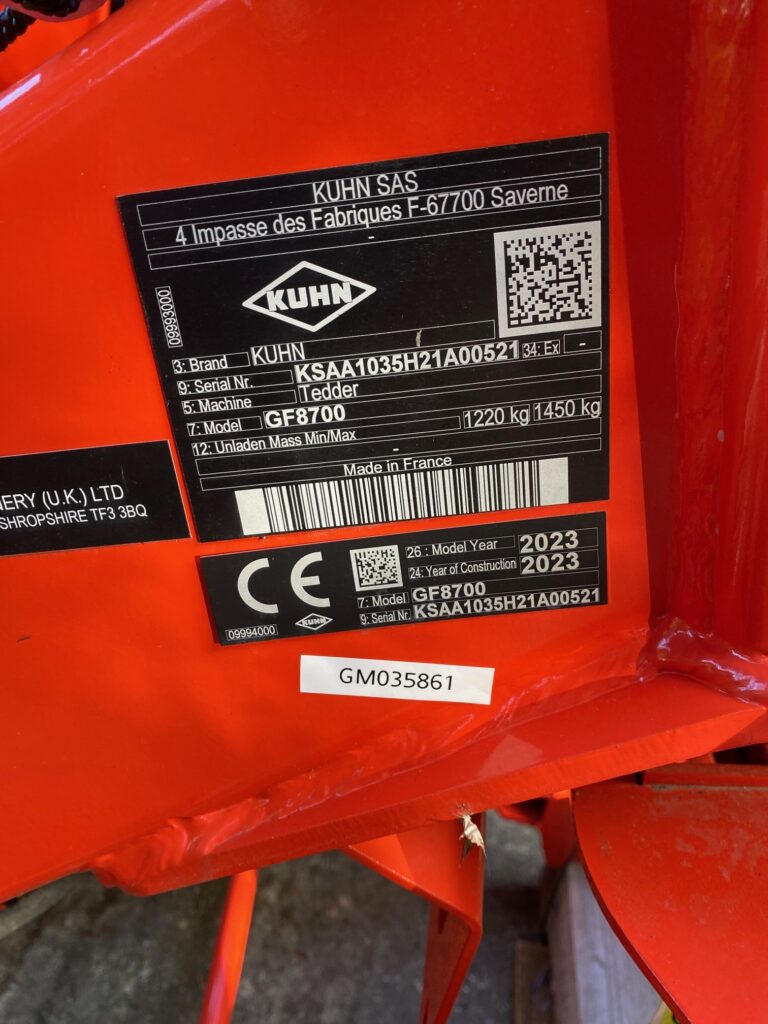 KUHN SAS
4 Impasse des Fabriques F-67700 Saverne
-
09993000
KUHN
3: Brand KUHN
9: Serial Nr. KSAA1035H21A00521 34: Ex -
5: Machine Tedder
7: Model GF8700
12: Unladen Mass Min/Max 1220 kg 1450 kg
-
Made in France
NERY (U.K.) LTD
SHROPSHIRE TF3 3BQ
CE
KUHN
09994000
26 : Model Year 2023
24: Year of Construction 2023
7: Model GF8700
9: Serial Nr. KSAA1035H21A00521
GM035861